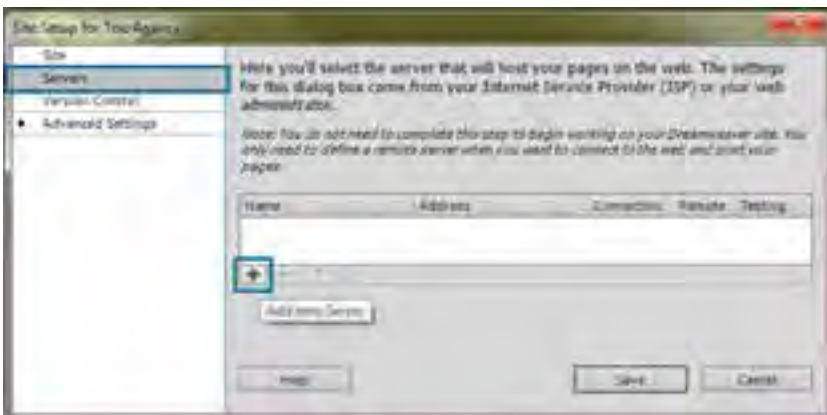 Site Setup for
Site
Servers
Version Control
Advanced Settings
Here you'll select the server that will host your pages on the web. The settings
for this dialog box come from your Internet Service Provider (ISP) or your web
administrator.
Note: You do not need to complete this step to begin working on your Dreamweaver site. You
only need to define a remote server when you want to connect to the web and post your
pages.
Name Address Connection Remote Testing
Add new Server
Help Save Cancel